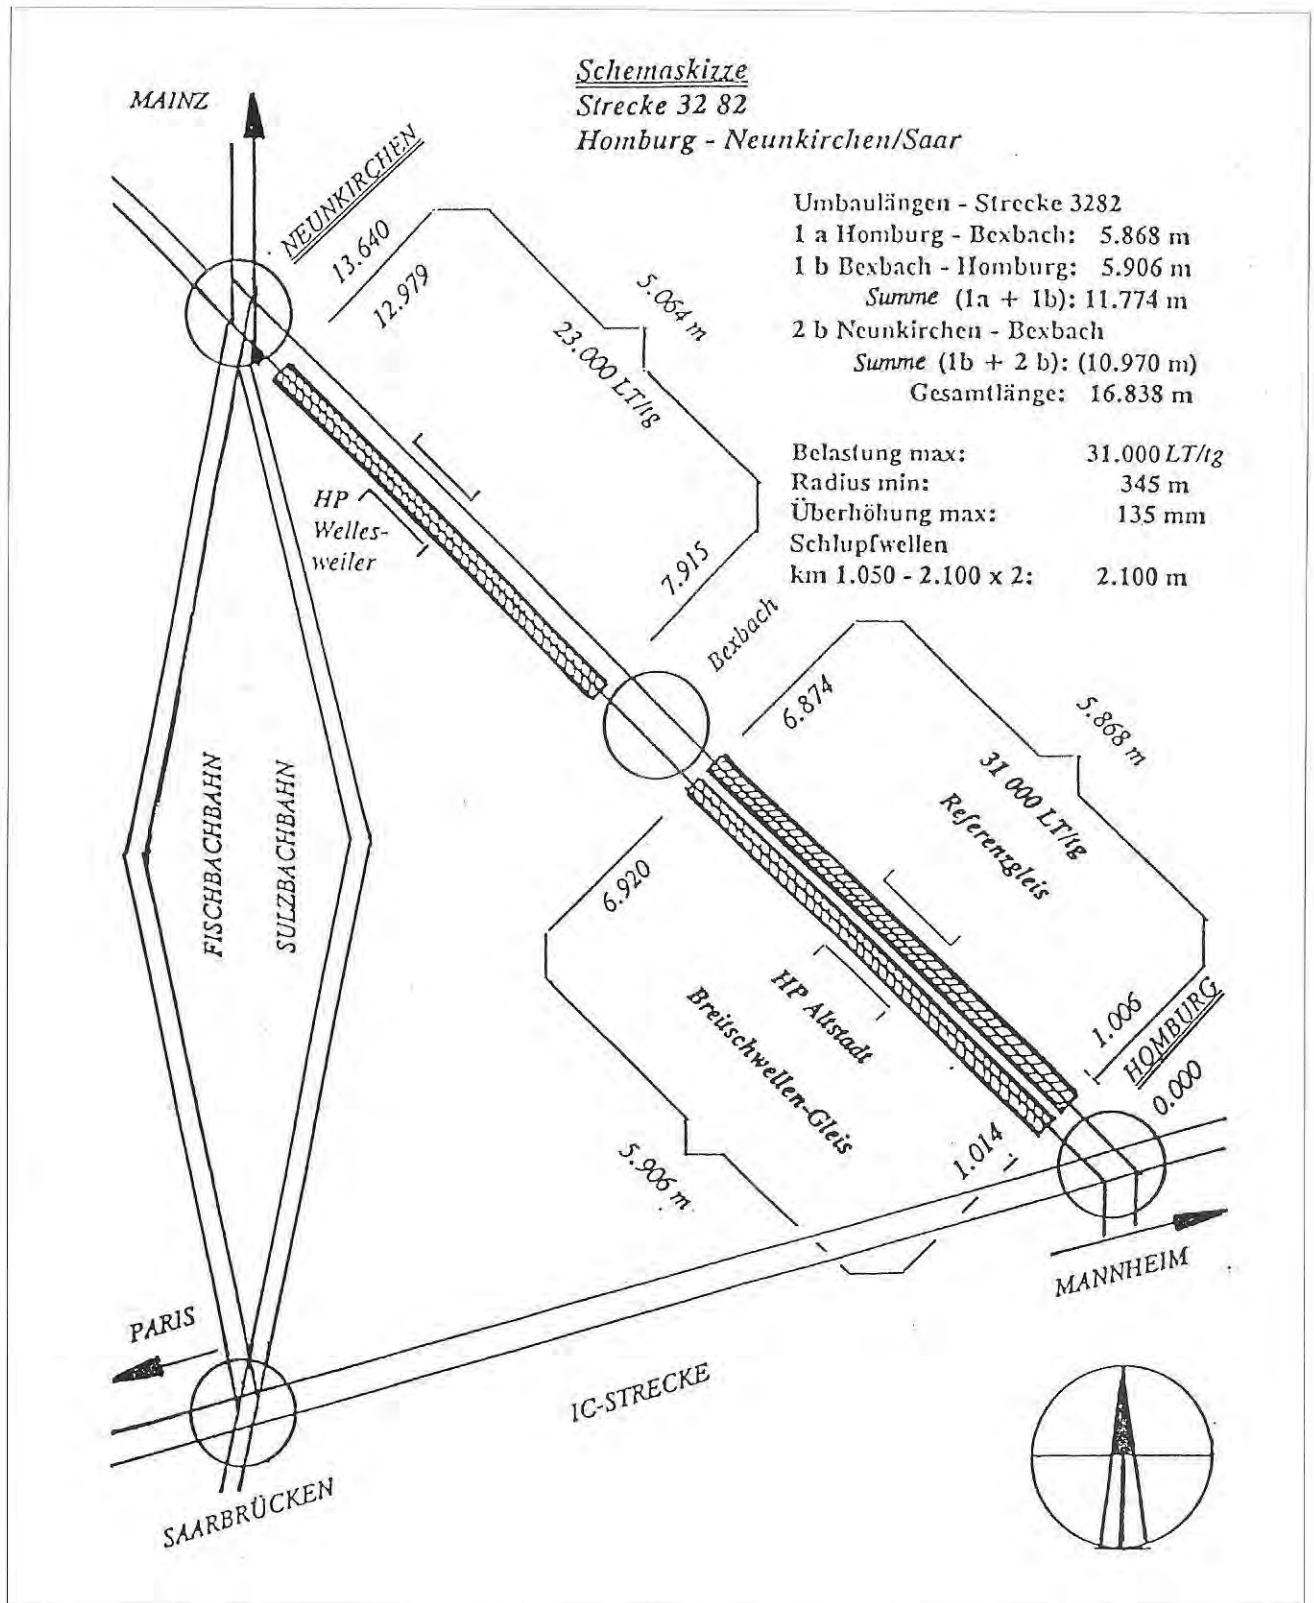 Schemaskizze
Strecke 32 82
Homburg - Neunkirchen/Saar
MAINZ
NEUNKIRCHEN
13.640
12.979
5.064 m
23.000 LT/tg
Umbaulängen - Strecke 3282
1 a Homburg - Bexbach: 5.868 m
1 b Bexbach - Homburg: 5.906 m
Summe (1a + 1b): 11.774 m
2 b Neunkirchen - Bexbach
Summe (1b + 2 b): (10.970 m)
Gesamtlänge: 16.838 m
Belastung max: 31.000 LT/tg
Radius min: 345 m
Überhöhung max: 135 mm
Schlupfwellen
km 1.050 - 2.100 x 2: 2.100 m
HP
Welles-
weiler
7.915
Bexbach
6.874
5.868 m
31 000 LT/tg
Referenzgleis
FISCHBACHBAHN
SULZBACHBAHN
6.920
HP Altstadt
Breitschwellen-Gleis
1.006
HOMBURG
0.000
1.014
5.906 m
MANNHEIM
PARIS
IC-STRECKE
SAARBRÜCKEN